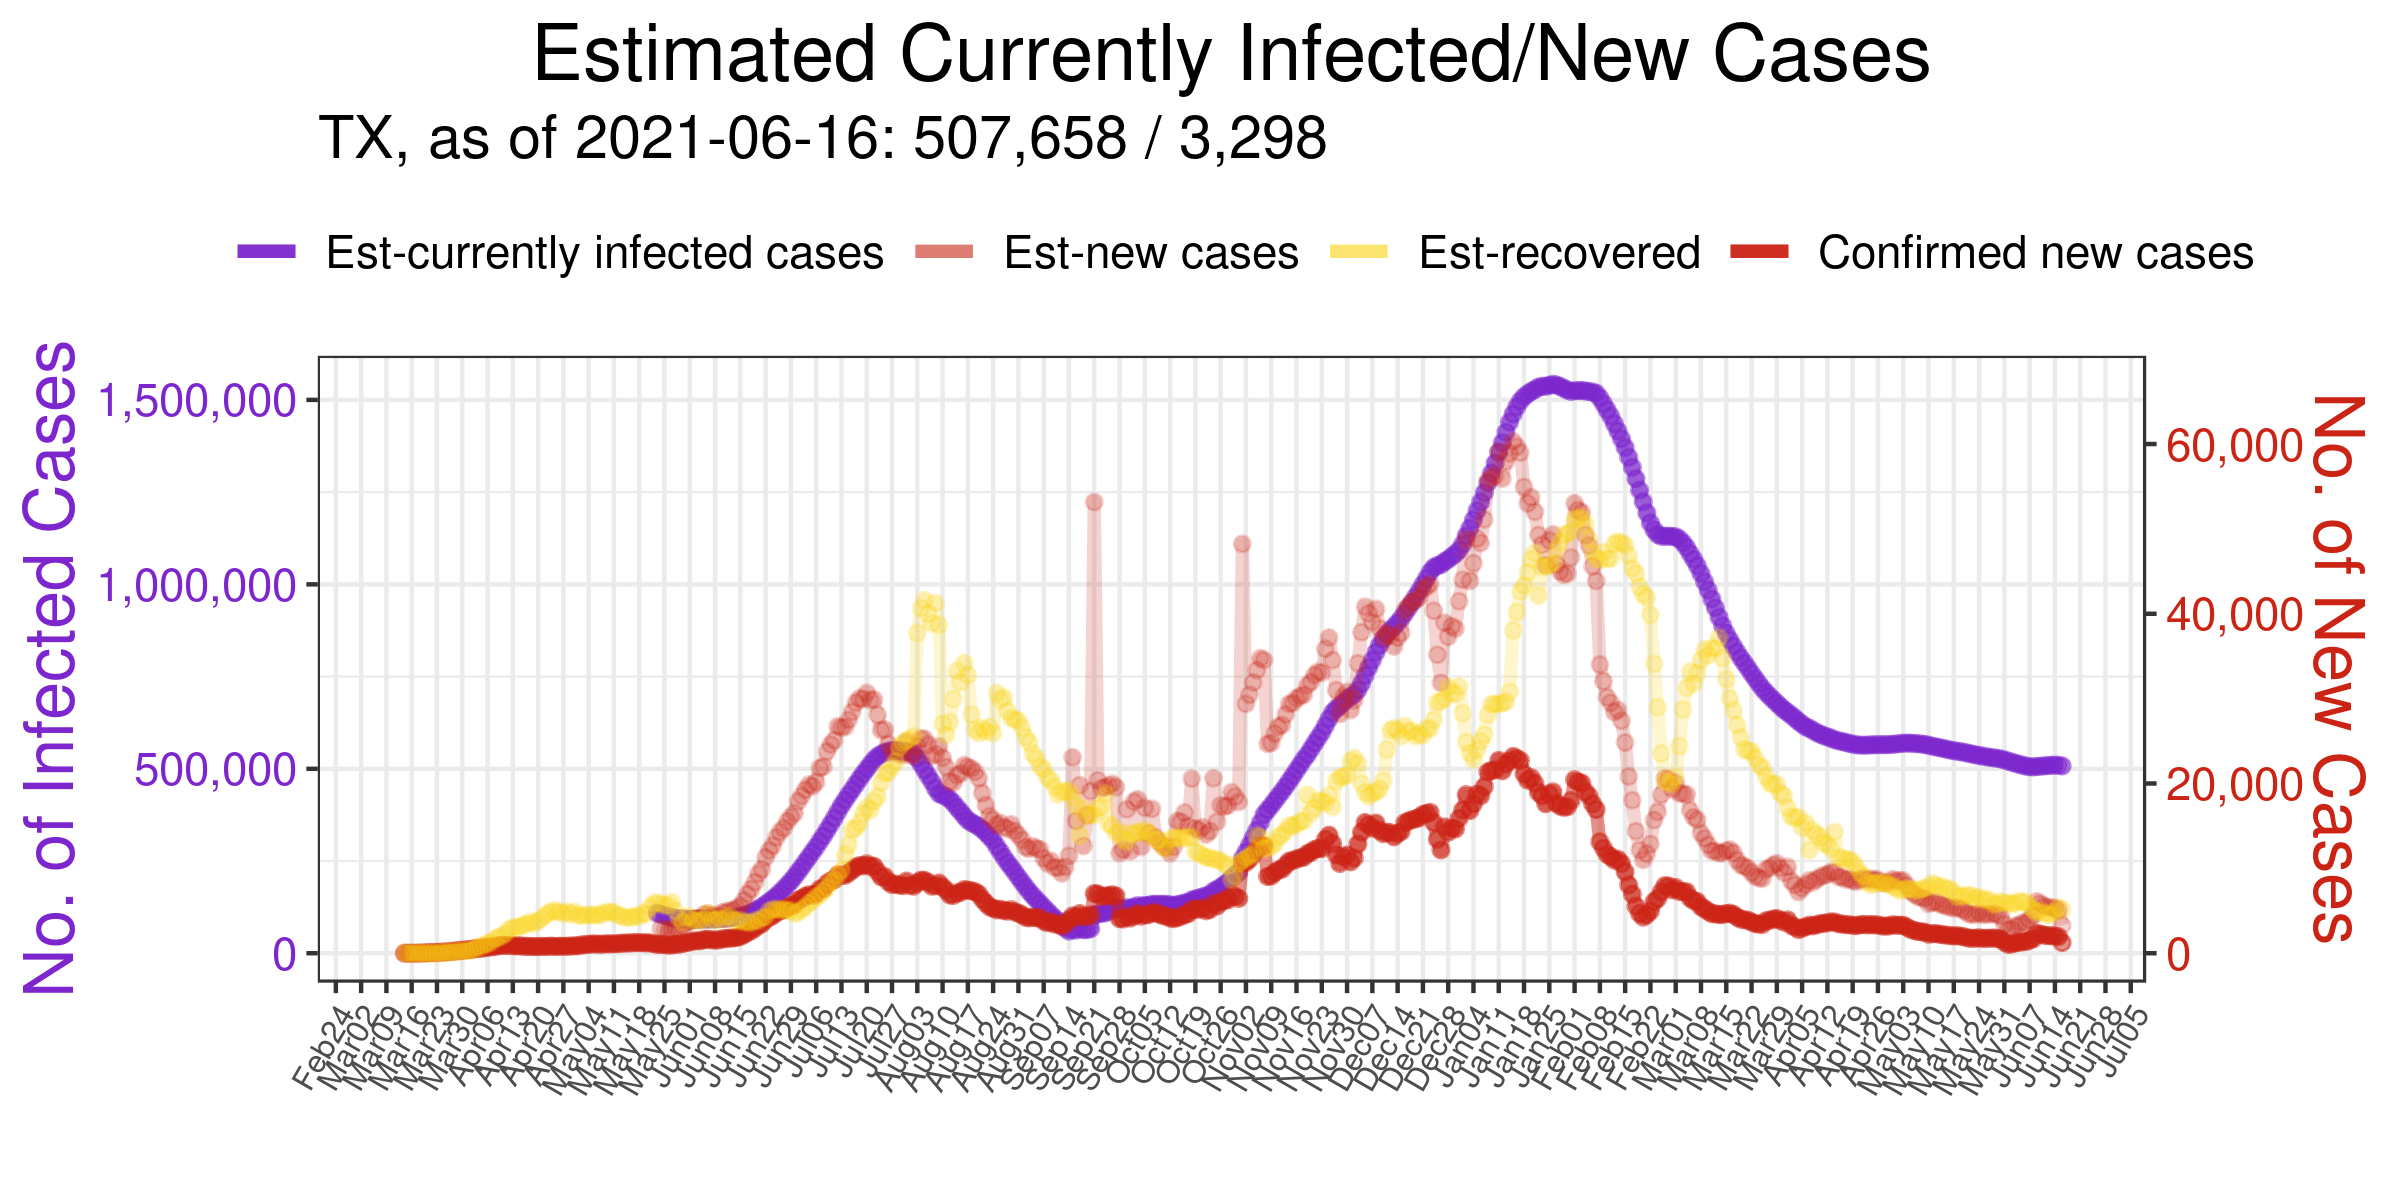 Estimated Currently Infected/New Cases
TX, as of 2021-06-16: 507,658 / 3,298
Est-currently infected cases Est-new cases Est-recovered Confirmed new cases
No. of Infected Cases
1,500,000
1,000,000
500,000
0
No. of New Cases
60,000
40,000
20,000
0
Feb24
Mar02
Mar09
Mar16
Mar23
Mar30
Apr06
Apr13
Apr20
Apr27
May04
May11
May18
May25
Jun01
Jun08
Jun15
Jun22
Jun29
Jul06
Jul13
Jul20
Jul27
Aug03
Aug10
Aug17
Aug24
Aug31
Sep07
Sep14
Sep21
Sep28
Oct05
Oct12
Oct19
Oct26
Nov02
Nov09
Nov16
Nov23
Nov30
Dec07
Dec14
Dec21
Dec28
Jan04
Jan11
Jan18
Jan25
Feb01
Feb08
Feb15
Feb22
Mar01
Mar08
Mar15
Mar22
Mar29
Apr05
Apr12
Apr19
Apr26
May03
May10
May17
May24
May31
Jun07
Jun14
Jun21
Jun28
Jul05